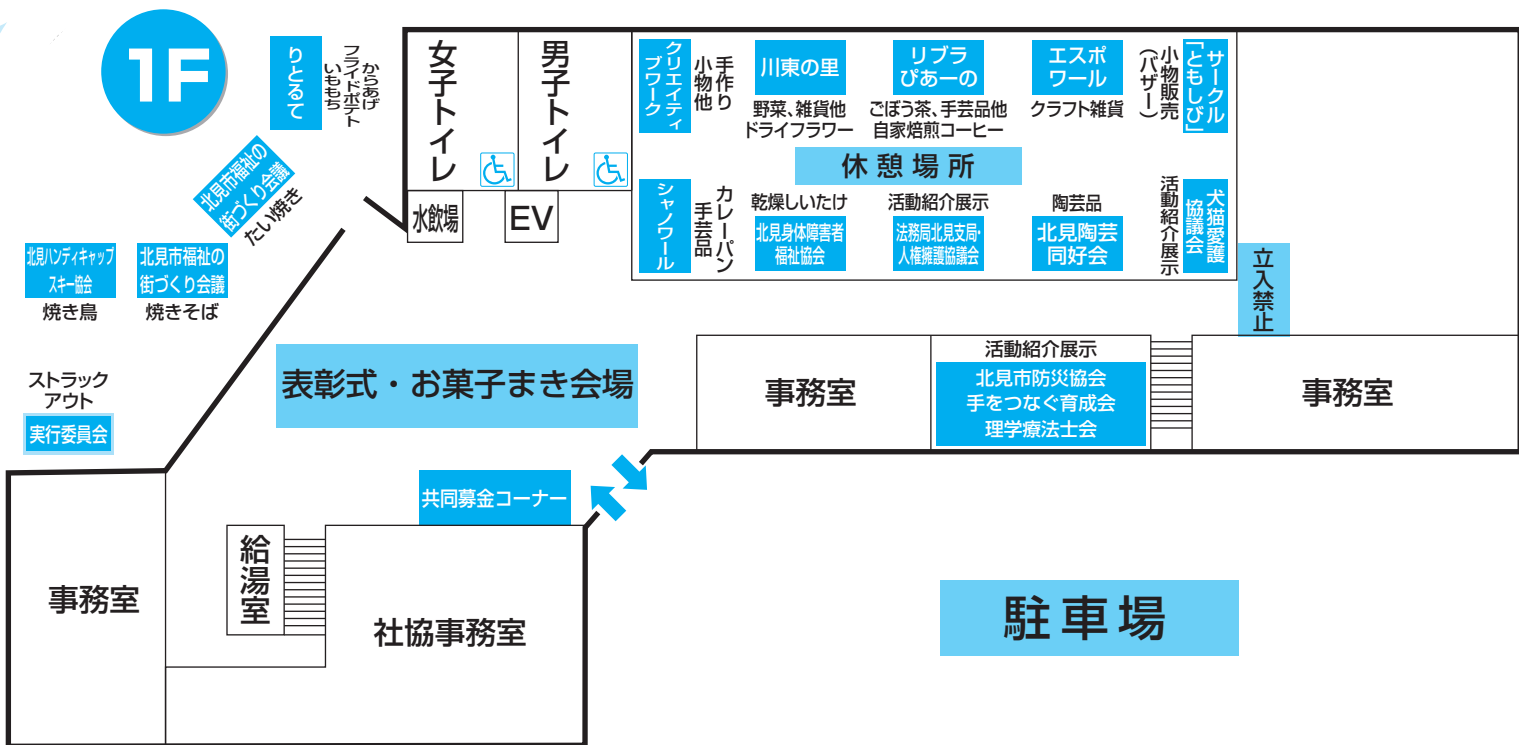 1F
りとるて
からあげ
フライドポテト
いももち
北見市福祉の
街づくり会議
たい焼き
北見ハンディキャップ
スキー協会
焼き鳥
北見市福祉の
街づくり会議
焼きそば
ストラック
アウト
実行委員会
女子トイレ
男子トイレ
水飲場
EV
クリエイティ
ブワーク
手作り
小物他
川東の里
野菜、雑貨他
ドライフラワー
リブラ
ぴあーの
ごぼう茶、手芸品他
自家焙煎コーヒー
エスポ
ワール
クラフト雑貨
サークル
「ともしび」
小物販売
(バザー)
休憩場所
シャノワール
カレーパン
手芸品
乾燥しいたけ
北見身体障害者
福祉協会
活動紹介展示
法務局北見支局・
人権擁護協議会
陶芸品
北見陶芸
同好会
犬猫愛護
協議会
活動紹介展示
立入禁止
表彰式・お菓子まき会場
事務室
活動紹介展示
北見市防災協会
手をつなぐ育成会
理学療法士会
事務室
共同募金コーナー
事務室
給湯室
社協事務室
駐車場